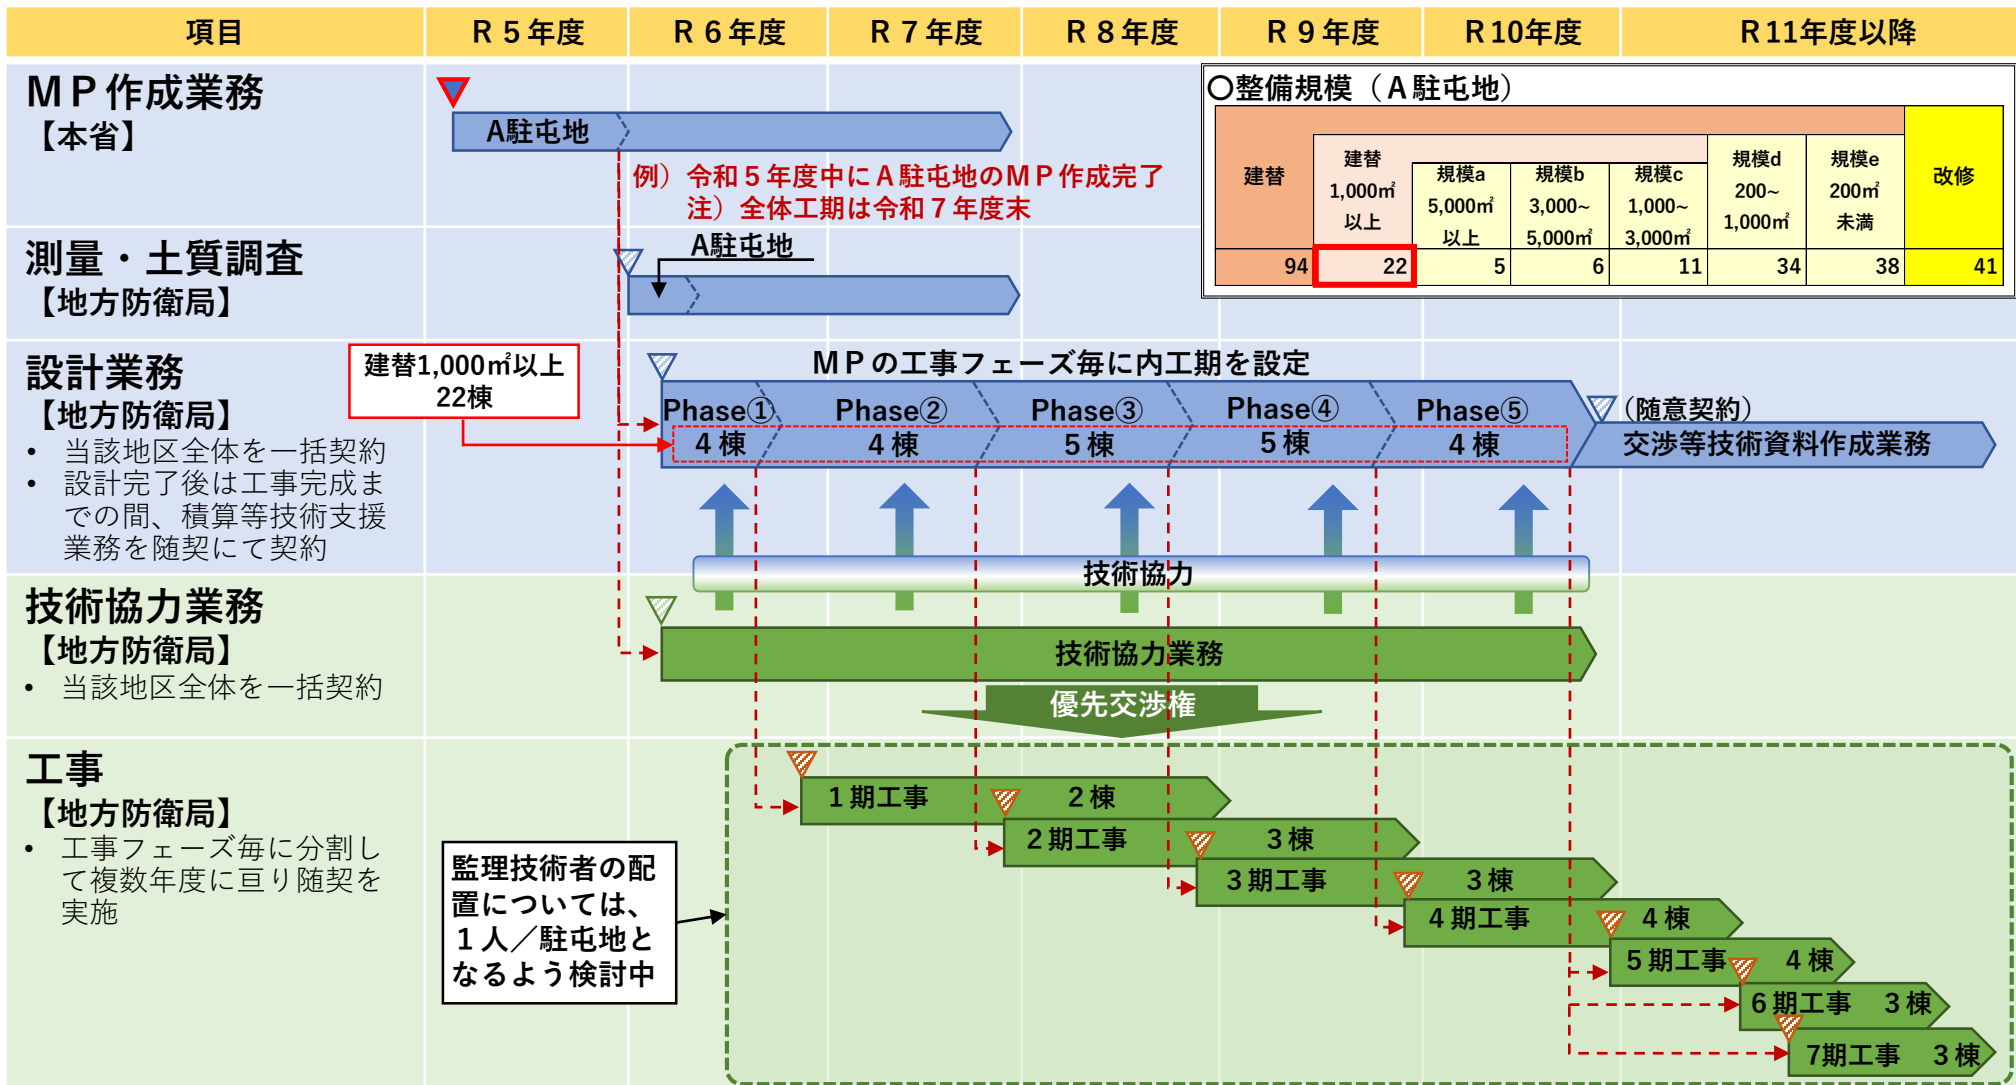 項目
R５年度
R６年度
R７年度
R８年度
R９年度
R10年度
R11年度以降
ＭＰ作成業務
【本省】
A駐屯地
例）令和５年度中にＡ駐屯地のＭＰ作成完了
注）全体工期は令和７年度末
〇整備規模（Ａ駐屯地）
建替
建替
1,000㎡
以上
規模a
5,000㎡
以上
規模b
3,000~
5,000㎡
規模c
1,000~
3,000㎡
規模d
200~
1,000㎡
規模e
200㎡
未満
改修
94
22
5
6
11
34
38
41
測量・土質調査
【地方防衛局】
A駐屯地
設計業務
【地方防衛局】
• 当該地区全体を一括契約
• 設計完了後は工事完成ま
での間、積算等技術支援
業務を随契にて契約
建替1,000㎡以上
22棟
ＭＰの工事フェーズ毎に内工期を設定
Phase①
４棟
Phase②
４棟
Phase③
５棟
Phase④
５棟
Phase⑤
４棟
（随意契約）
交渉等技術資料作成業務
技術協力
技術協力業務
【地方防衛局】
• 当該地区全体を一括契約
技術協力業務
優先交渉権
工事
【地方防衛局】
• 工事フェーズ毎に分割し
て複数年度に亘り随契を
実施
監理技術者の配
置については、
１人／駐屯地と
なるよう検討中
１期工事 ２棟
２期工事 ３棟
３期工事 ３棟
４期工事 ４棟
５期工事 ４棟
６期工事 ３棟
7期工事 ３棟